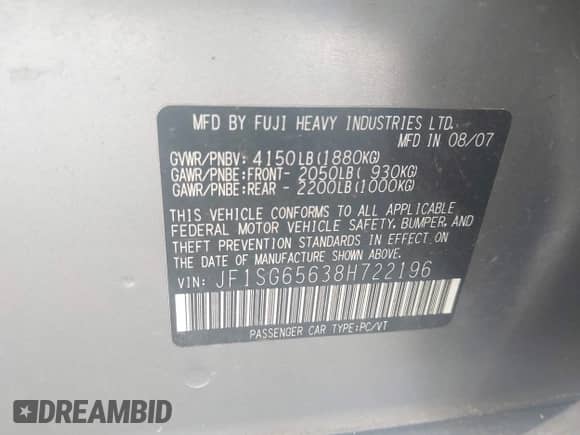 MFD BY FUJI HEAVY INDUSTRIES LTD.
MFD IN 08/07
GVWR/PNBV: 4150LB(1880KG)
GAWR/PNBE:FRONT- 2050LB( 930KG)
GAWR/PNBE:REAR - 2200LB(1000KG)
THIS VEHICLE CONFORMS TO ALL APPLICABLE
FEDERAL MOTOR VEHICLE SAFETY, BUMPER, AND
THEFT PREVENTION STANDARDS IN EFFECT ON
THE DATE OF MANUFACTURE SHOWN ABOVE.
VIN: JF1SG65638H722196
PASSENGER CAR TYPE:PC/VT
DREAMBID